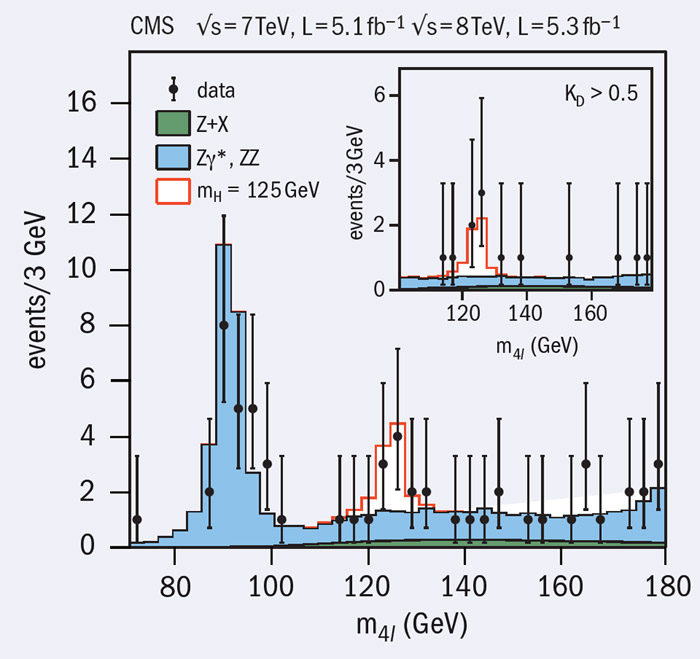 CMS √s = 7 TeV, L = 5.1 fb⁻¹ √s = 8 TeV, L = 5.3 fb⁻¹
data
Z+X
Zγ*, ZZ
m_H = 125 GeV
events/3 GeV
16
14
12
10
8
6
4
2
0
80 100 120 140 160 180
m_4l (GeV)
K_D > 0.5
events/3 GeV
6
4
2
0
120 140 160
m_4l (GeV)